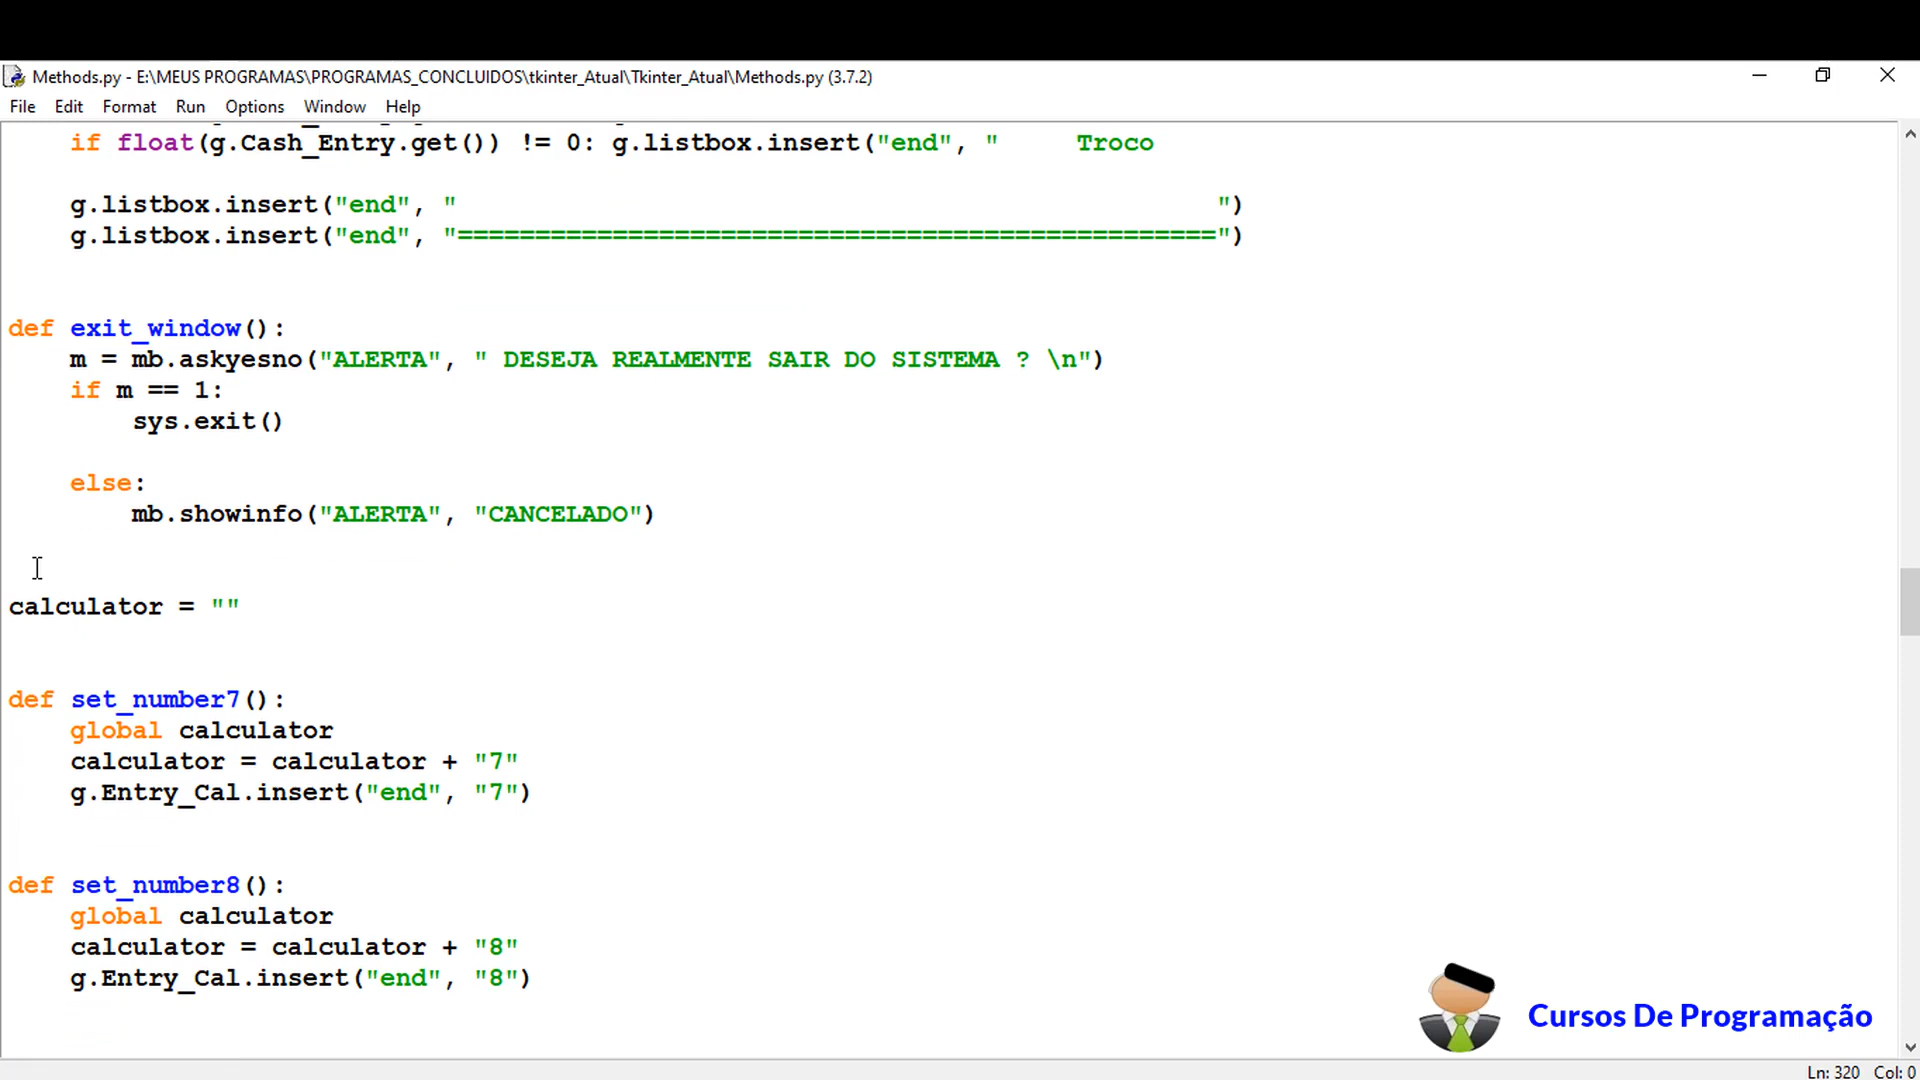 Methods.py - E:\MEUS PROGRAMAS\PROGRAMAS_CONCLUIDOS\tkinter_Atual\Tkinter_Atual\Methods.py (3.7.2)
File Edit Format Run Options Window Help
    if float(g.Cash_Entry.get()) != 0: g.listbox.insert("end", "     Troco
    g.listbox.insert("end", "                                                 ")
    g.listbox.insert("end", "=================================================")
def exit_window():
    m = mb.askyesno("ALERTA", " DESEJA REALMENTE SAIR DO SISTEMA ? \n")
    if m == 1:
        sys.exit()
    else:
        mb.showinfo("ALERTA", "CANCELADO")
calculator = ""
def set_number7():
    global calculator
    calculator = calculator + "7"
    g.Entry_Cal.insert("end", "7")
def set_number8():
    global calculator
    calculator = calculator + "8"
    g.Entry_Cal.insert("end", "8")
Cursos De Programação
Ln: 320 Col: 0